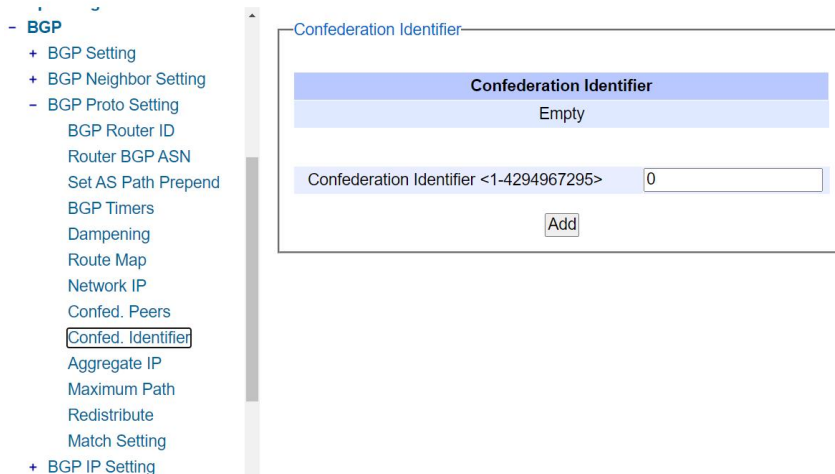 − BGP
+ BGP Setting
+ BGP Neighbor Setting
− BGP Proto Setting
BGP Router ID
Router BGP ASN
Set AS Path Prepend
BGP Timers
Dampening
Route Map
Network IP
Confed. Peers
Confed. Identifier
Aggregate IP
Maximum Path
Redistribute
Match Setting
+ BGP IP Setting
Confederation Identifier
Confederation Identifier
Empty
Confederation Identifier <1-4294967295> 0
Add